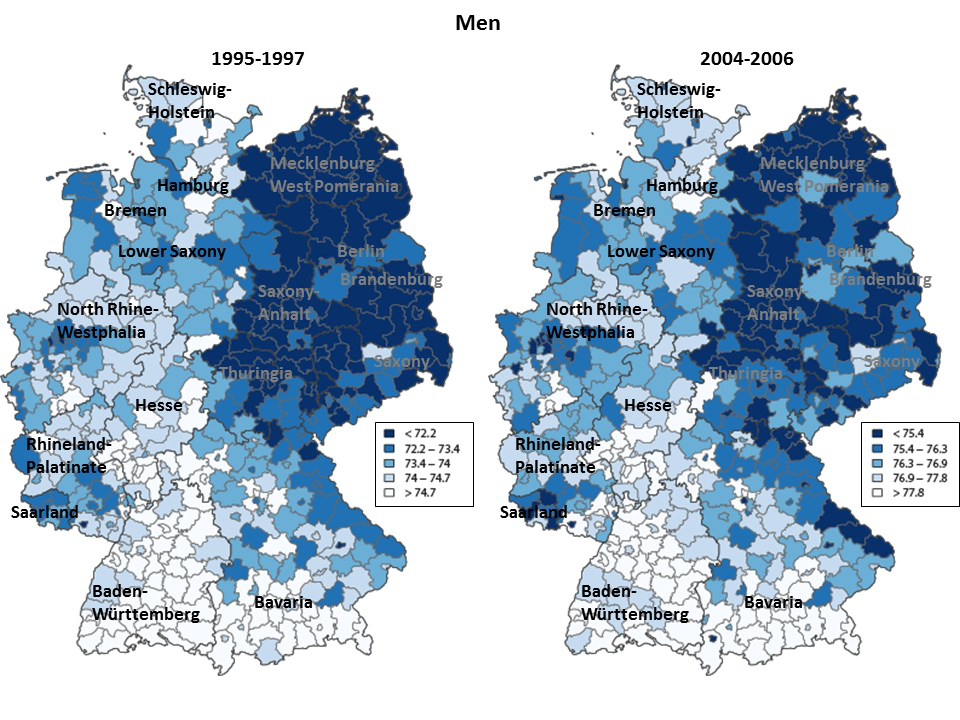 Men
1995-1997
Schleswig-
Holstein
Mecklenburg
West Pomerania
Hamburg
Bremen
Lower Saxony
Berlin
Brandenburg
Saxony-
Anhalt
North Rhine-
Westphalia
Saxony
Thuringia
Hesse
Rhineland-
Palatinate
Saarland
Baden-
Württemberg
Bavaria
< 72.2
72.2 – 73.4
73.4 – 74
74 – 74.7
> 74.7
2004-2006
Schleswig-
Holstein
Mecklenburg
West Pomerania
Hamburg
Bremen
Lower Saxony
Berlin
Brandenburg
Saxony-
Anhalt
North Rhine-
Westphalia
Saxony
Thuringia
Hesse
Rhineland-
Palatinate
Saarland
Baden-
Württemberg
Bavaria
< 75.4
75.4 – 76.3
76.3 – 76.9
76.9 – 77.8
> 77.8